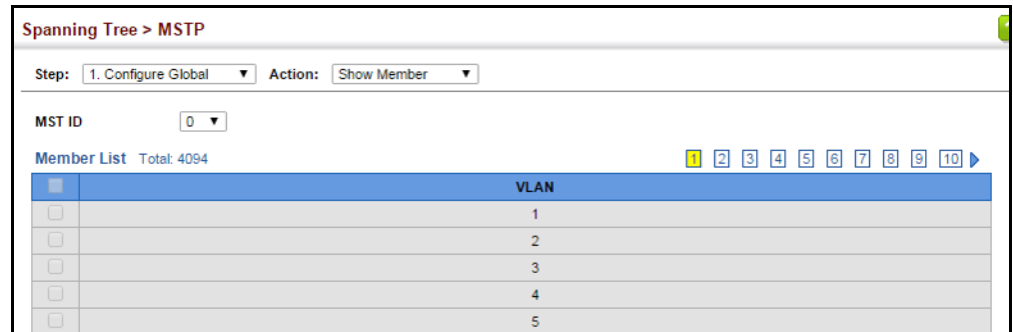 Spanning Tree > MSTP
Step: 1. Configure Global Action: Show Member
MST ID 0
Member List Total: 4094 1 2 3 4 5 6 7 8 9 10
VLAN
1
2
3
4
5